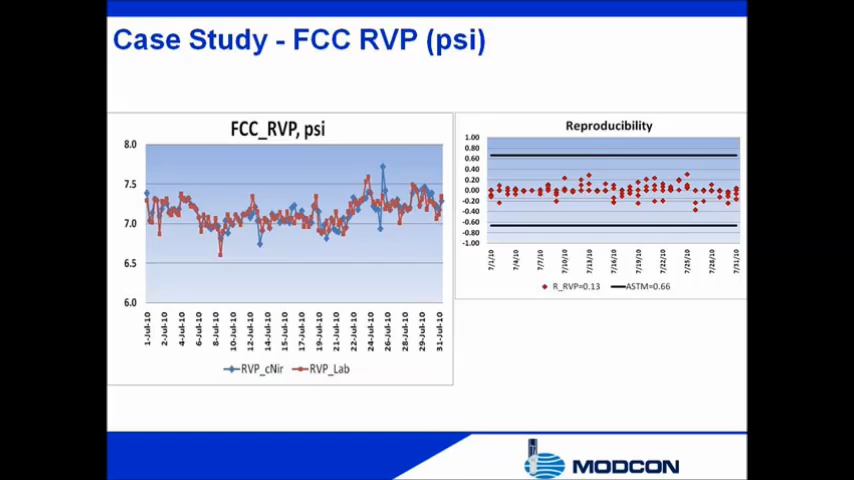 Case Study - FCC RVP (psi)
FCC_RVP, psi
8.0
7.5
7.0
6.5
6.0
1-Jul-10
2-Jul-10
4-Jul-10
6-Jul-10
8-Jul-10
10-Jul-10
12-Jul-10
14-Jul-10
15-Jul-10
17-Jul-10
19-Jul-10
20-Jul-10
22-Jul-10
24-Jul-10
26-Jul-10
28-Jul-10
29-Jul-10
31-Jul-10
RVP_cNir RVP_Lab
Reproducibility
1.00
0.80
0.60
0.40
0.20
0.00
-0.20
-0.40
-0.60
-0.80
-1.00
7/1/10
7/4/10
7/7/10
7/10/10
7/13/10
7/16/10
7/19/10
7/22/10
7/25/10
7/28/10
7/31/10
R_RVP=0.13 ASTM=0.66
MODCON